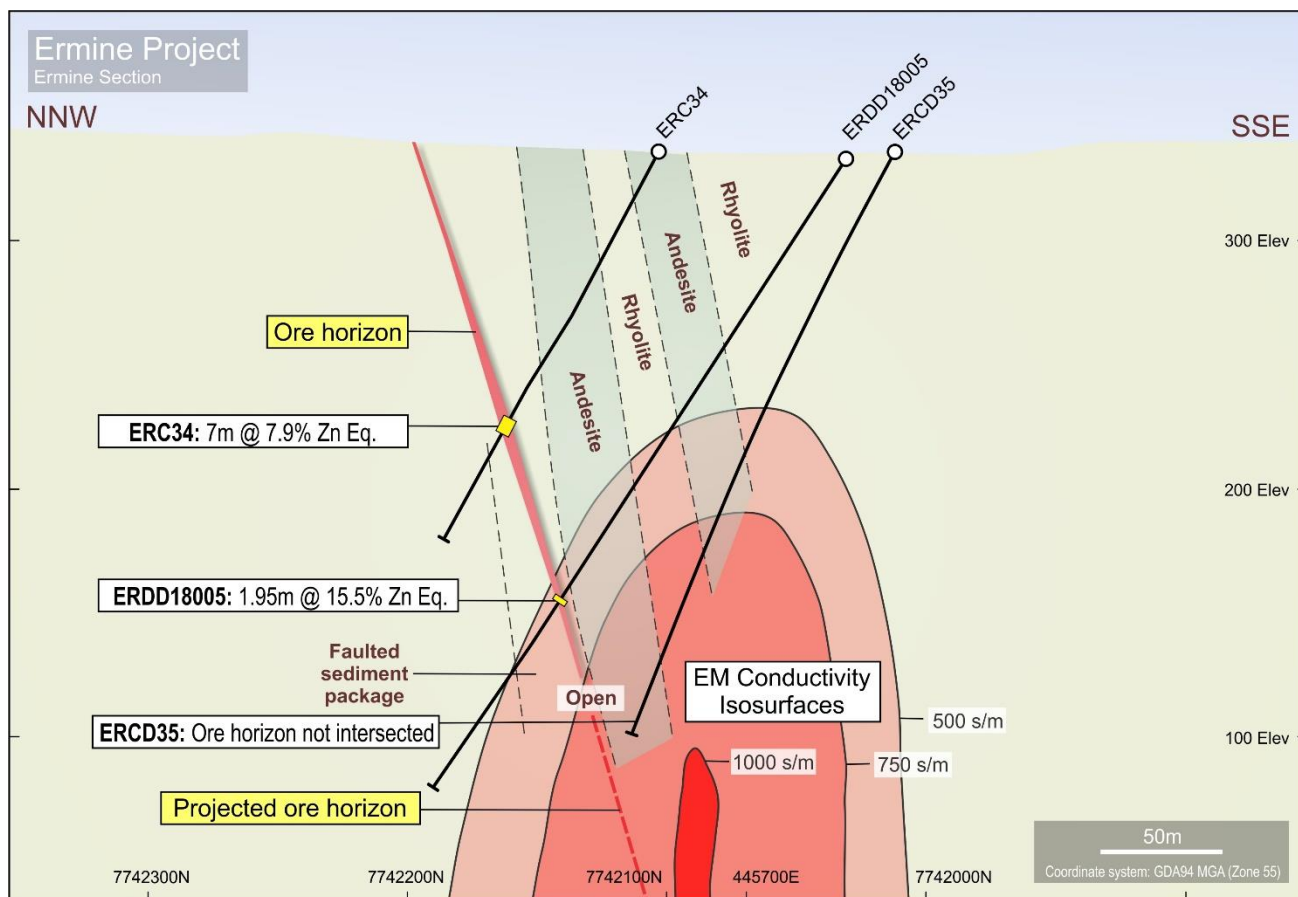 Ermine Project
Ermine Section
NNW
SSE
ERC34
ERDD18005
ERCD35
Rhyolite
Andesite
Rhyolite
Andesite
300 Elev
Ore horizon
ERC34: 7m @ 7.9% Zn Eq.
200 Elev
ERDD18005: 1.95m @ 15.5% Zn Eq.
Faulted
sediment
package
Open
EM Conductivity
Isosurfaces
ERCD35: Ore horizon not intersected
500 s/m
100 Elev
1000 s/m
750 s/m
Projected ore horizon
50m
Coordinate system: GDA94 MGA (Zone 55)
7742300N
7742200N
7742100N
445700E
7742000N